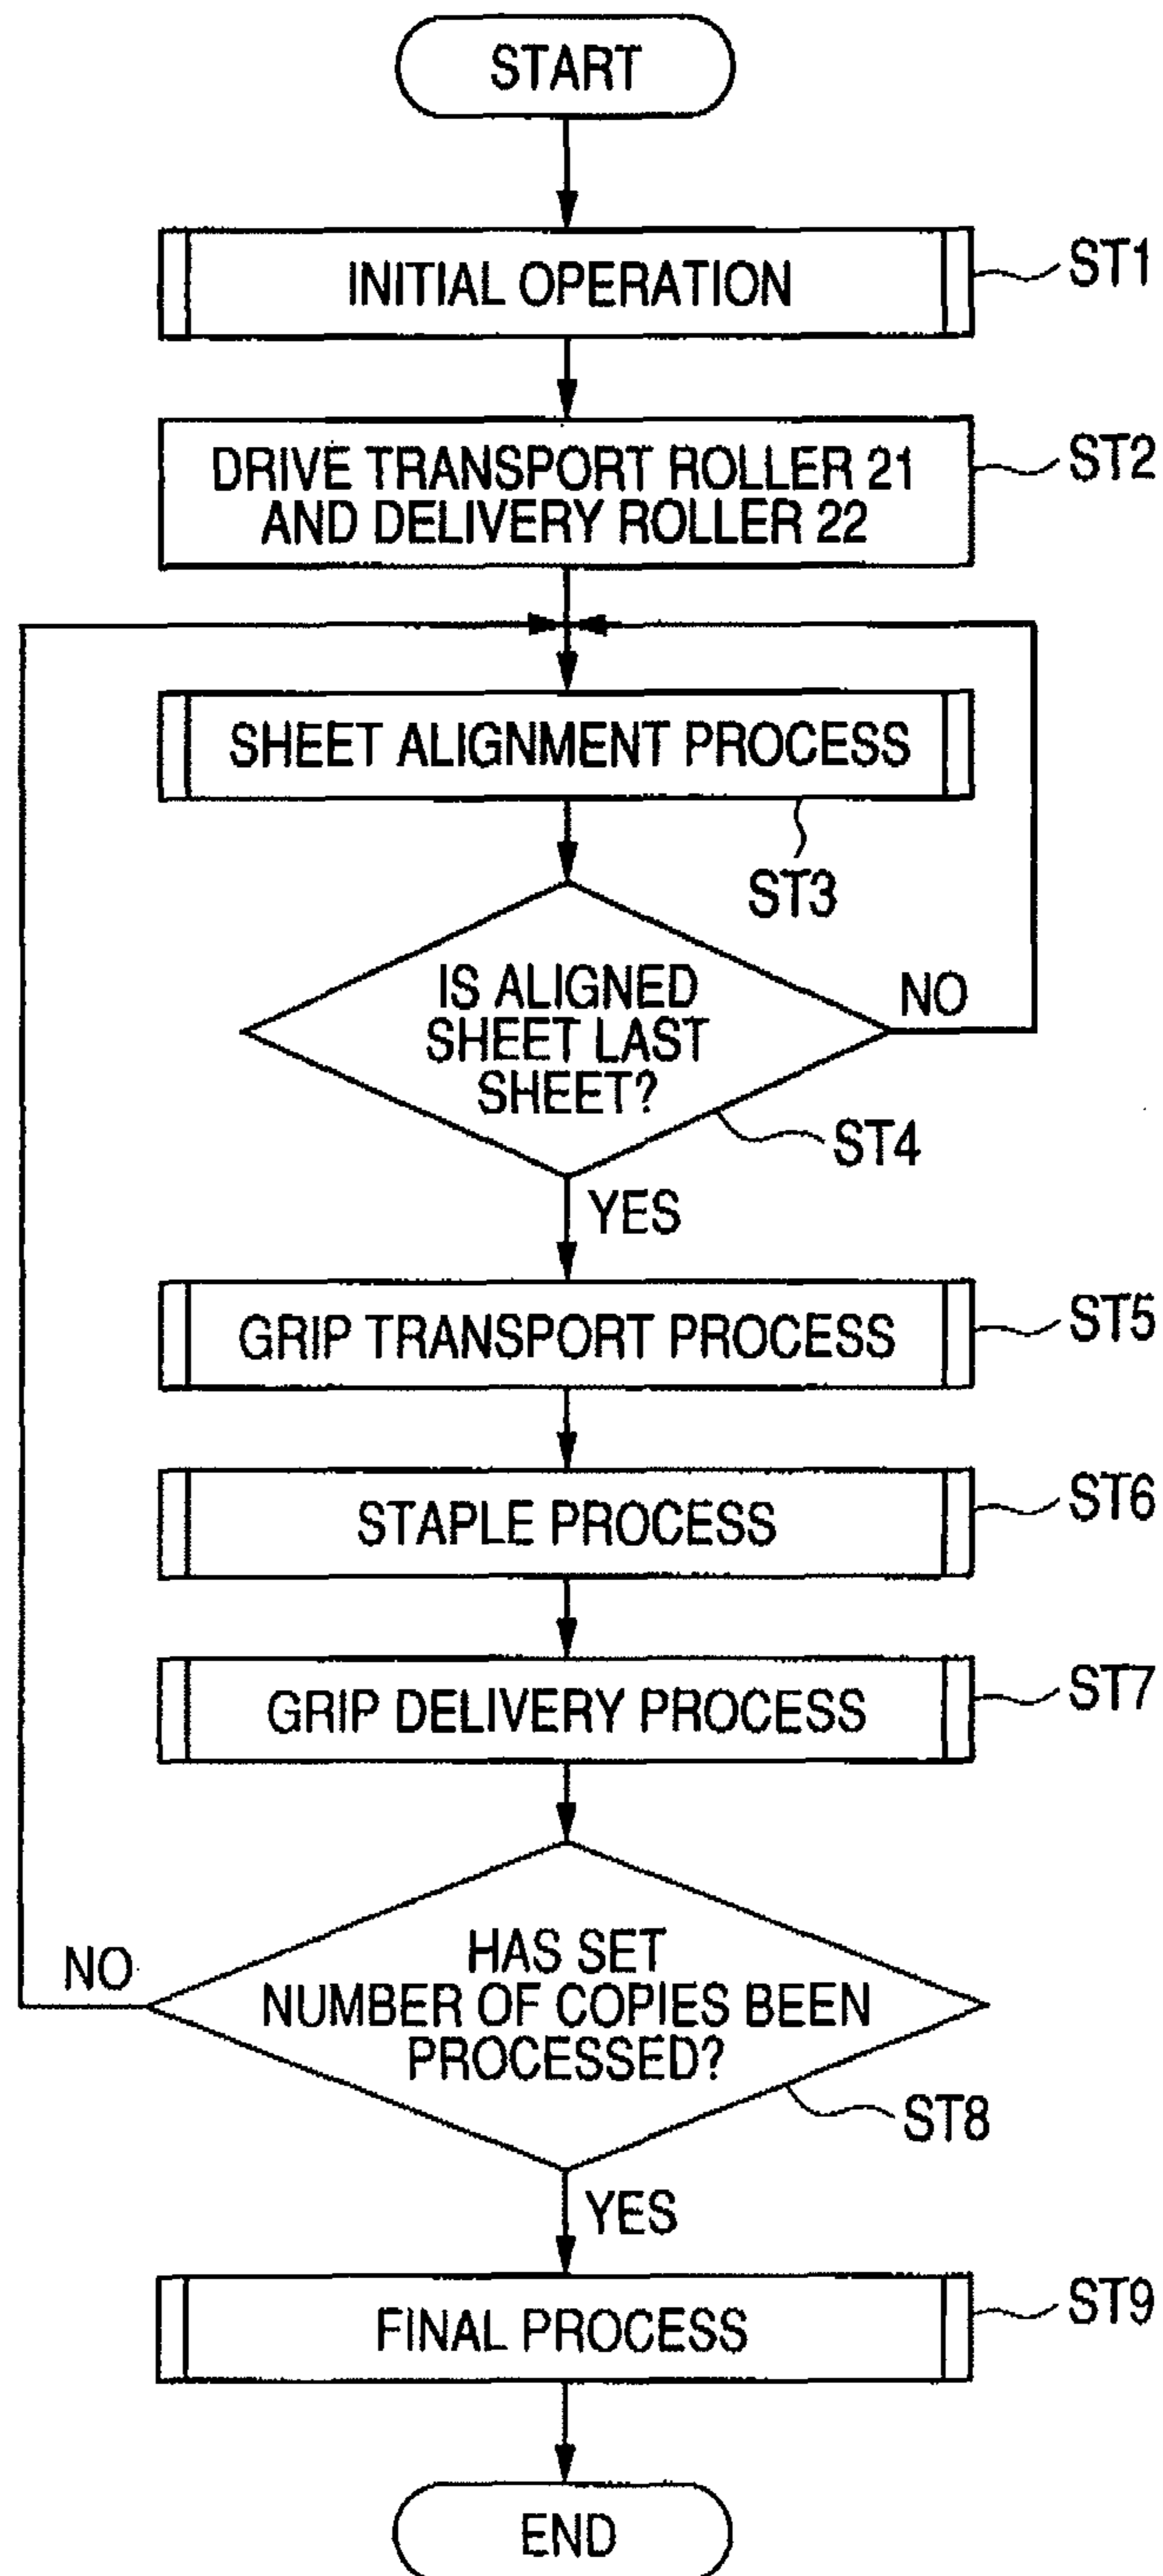 START
INITIAL OPERATION
ST1
DRIVE TRANSPORT ROLLER 21
AND DELIVERY ROLLER 22
ST2
SHEET ALIGNMENT PROCESS
ST3
IS ALIGNED
SHEET LAST
SHEET?
NO
ST4
YES
GRIP TRANSPORT PROCESS
ST5
STAPLE PROCESS
ST6
GRIP DELIVERY PROCESS
ST7
HAS SET
NUMBER OF COPIES BEEN
PROCESSED?
NO
ST8
YES
FINAL PROCESS
ST9
END